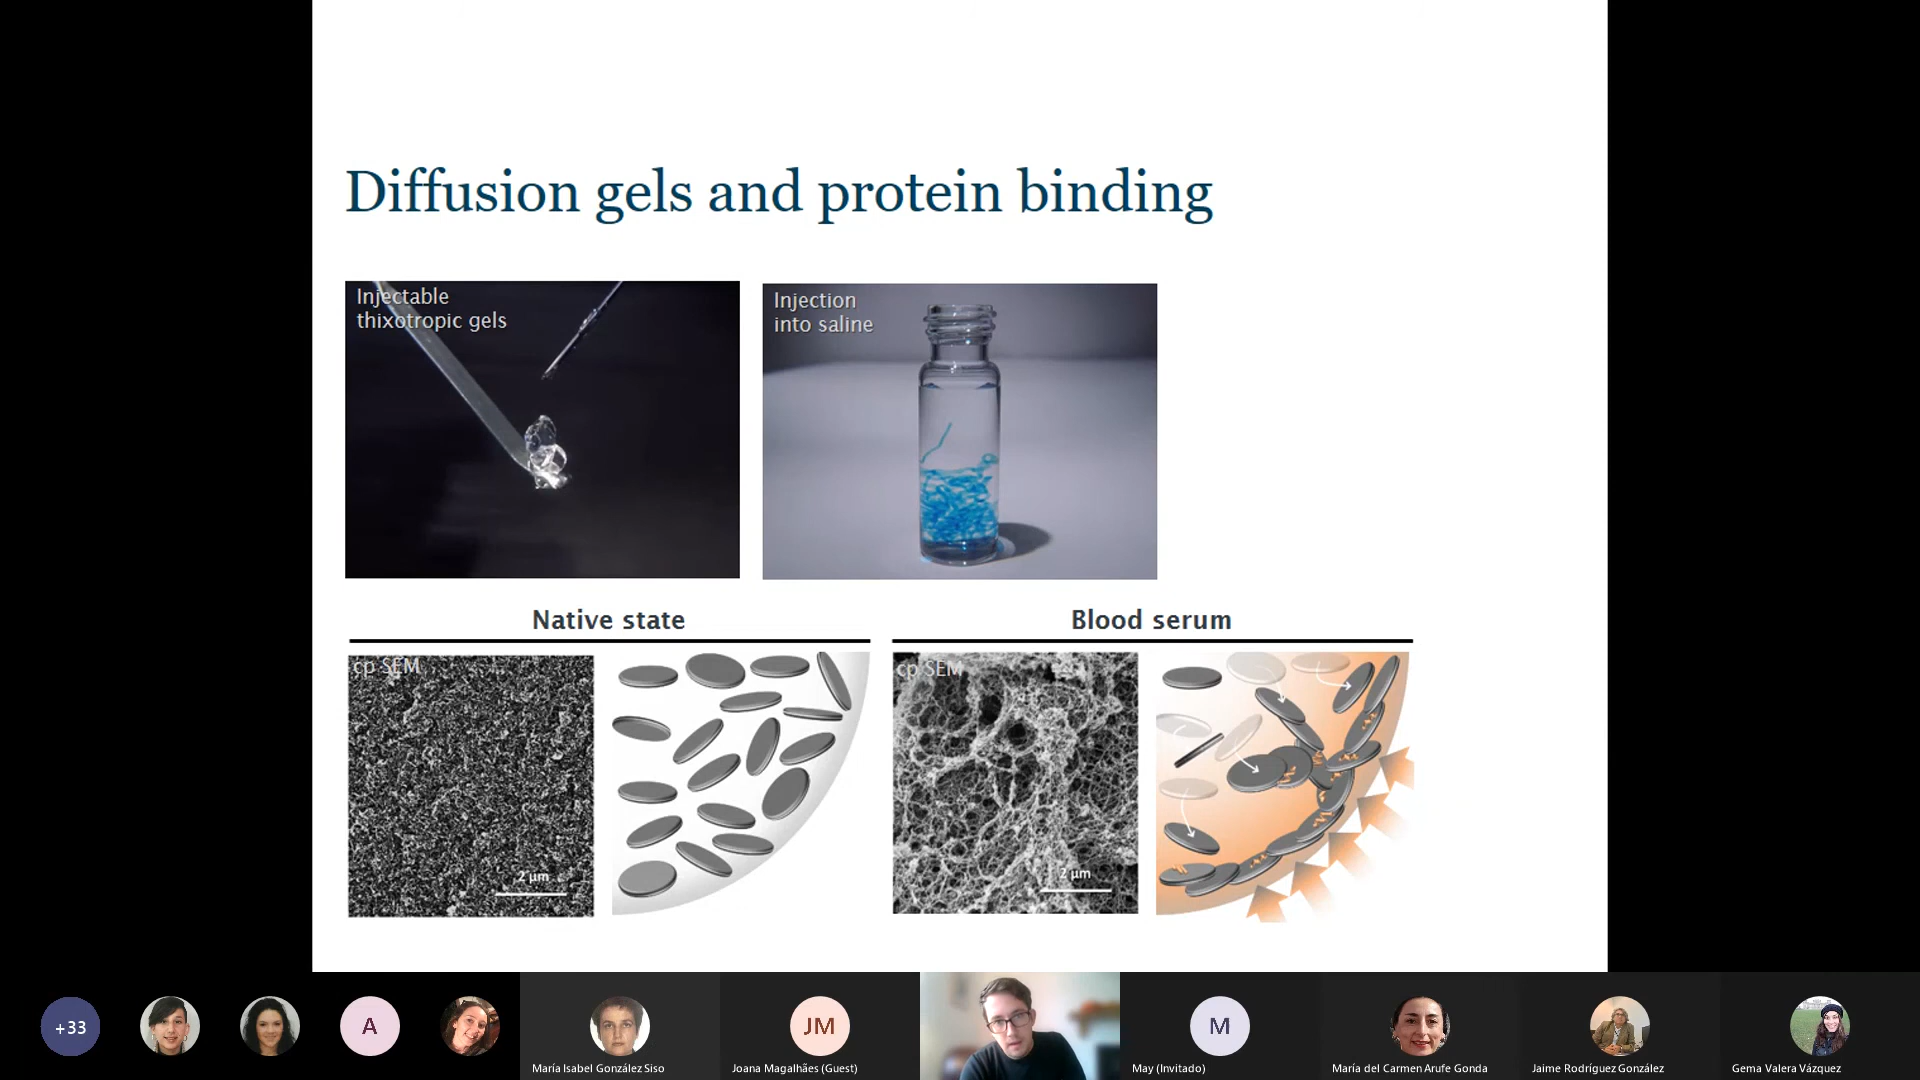 Diffusion gels and protein binding
Injectable
thixotropic gels
Injection
into saline
Native state
Blood serum
cp SEM
2 µm
cp SEM
2 µm
+33
A
María Isabel González Siso
JM
Joana Magalhães (Guest)
M
May (Invitado)
María del Carmen Arufe Gonda
Jaime Rodríguez González
Gema Valera Vázquez